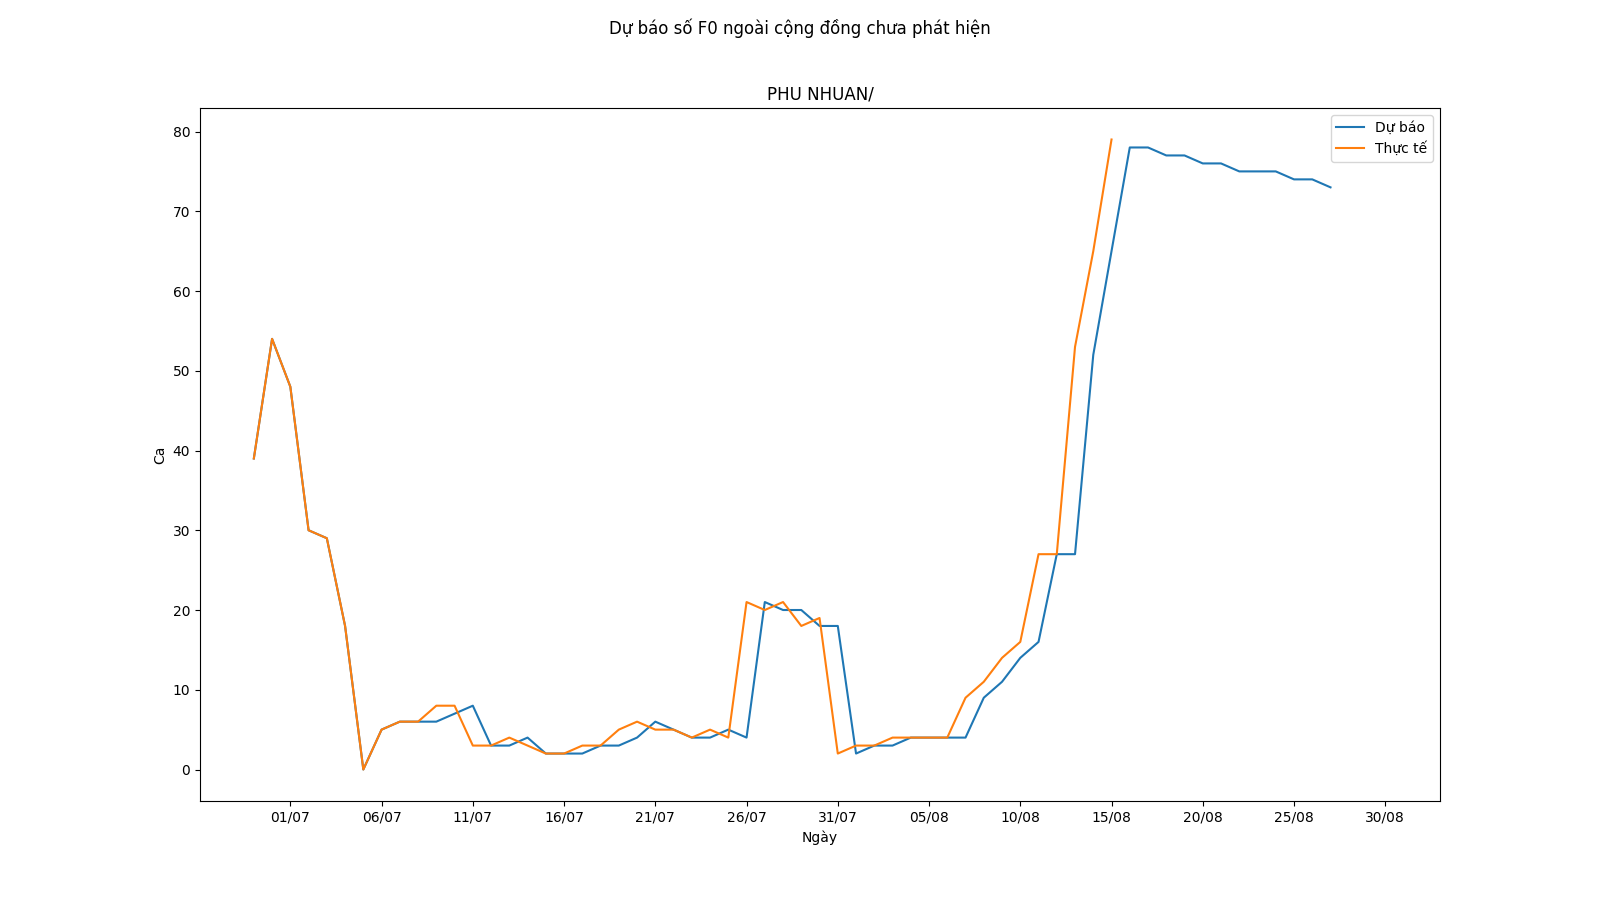 Dự báo số F0 ngoài cộng đồng chưa phát hiện
PHU NHUAN/
Dự báo
Thực tế
80
70
60
50
40
30
20
10
0
Ca
01/07 06/07 11/07 16/07 21/07 26/07 31/07 05/08 10/08 15/08 20/08 25/08 30/08
Ngày